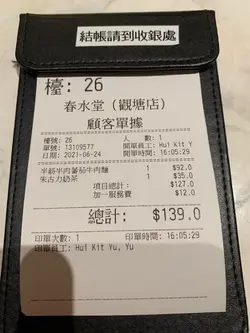 結帳請到收銀處
檯: 26
春水堂 (觀塘店)
顧客單據
檯號: 26 人 數: 1
單號: 13109577 開單員工: Hui Kit Y
日期: 2021-06-24 開單時間: 16:05:29
半筋半肉蕃茄牛肉麵 1 $92.0
朱古力奶茶 1 $35.0
項目總計: $127.0
加一服務費 $12.0
總計: $139.0
印單次數: 1 印單時間: 16:05:29
印單員工: Hui Kit Yu, Yu